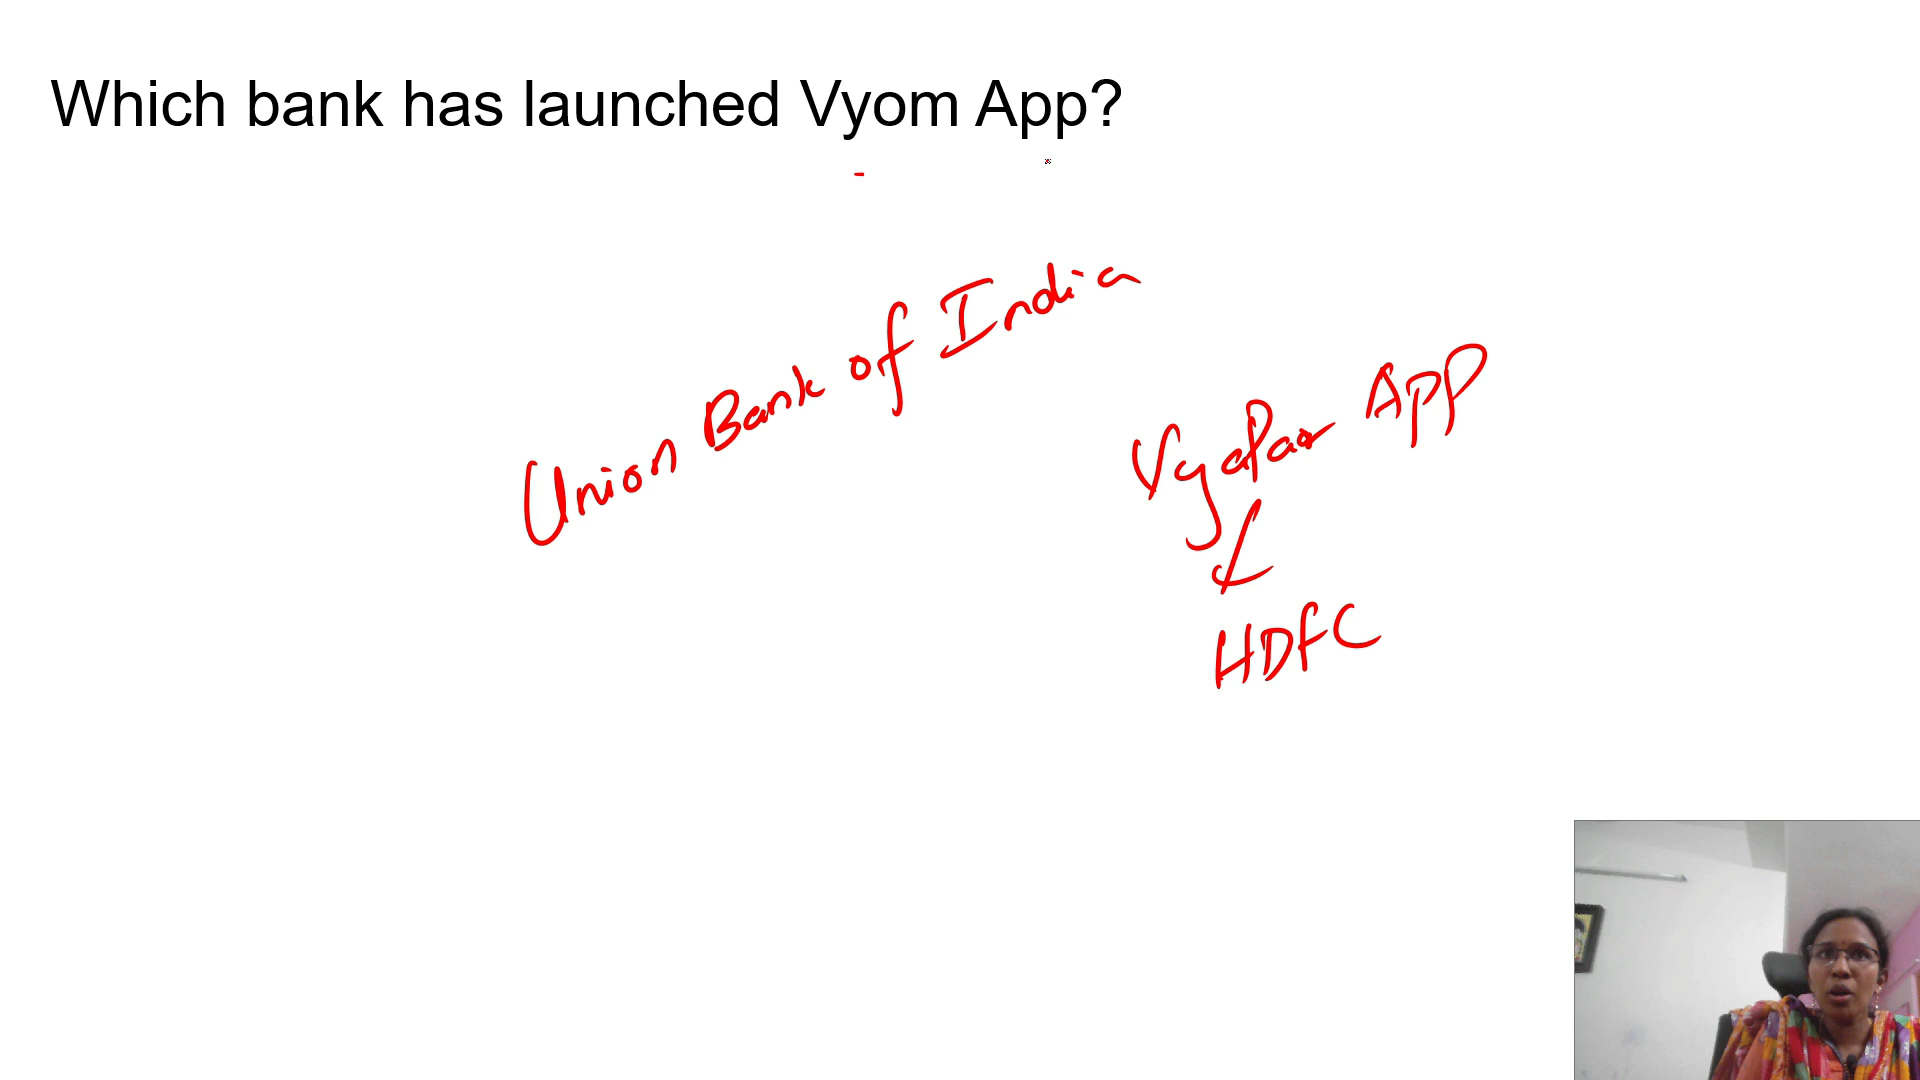 Which bank has launched Vyom App?
Union Bank of India
Vyapar APP
HDFC